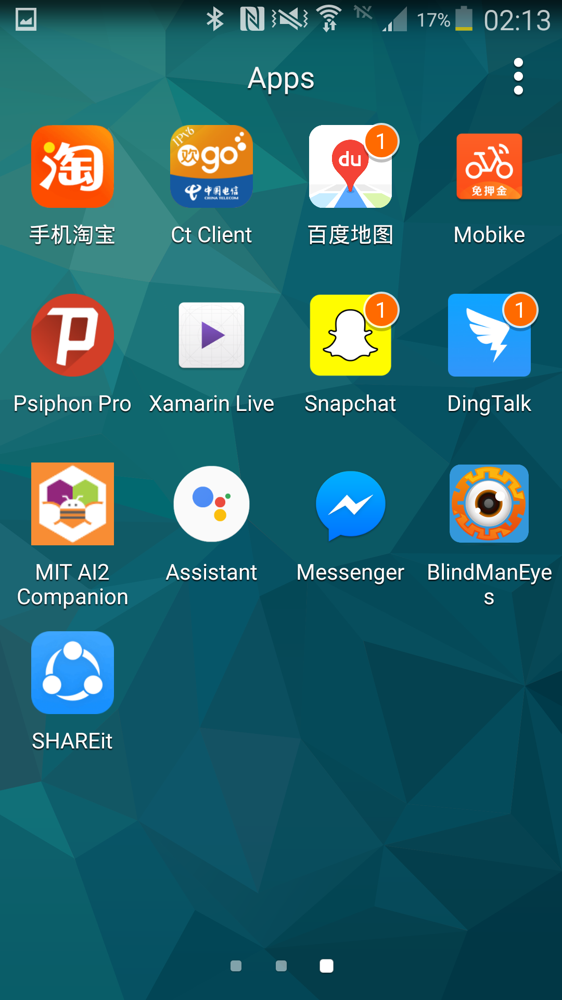 17% 02:13
Apps
淘
IPv6
欢go
中国电信
CHINA TELECOM
du
1
免押金
手机淘宝 Ct Client 百度地图 Mobike
1 1
Psiphon Pro Xamarin Live Snapchat DingTalk
MIT AI2 Assistant Messenger BlindManEye
Companion s
SHAREit